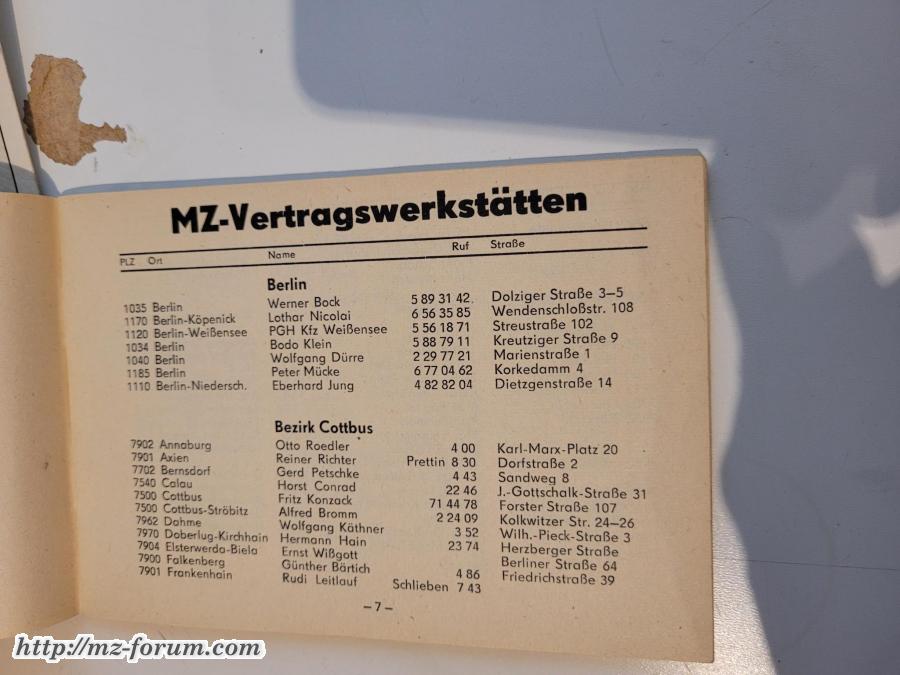 MZ-Vertragswerkstätten
PLZ Ort Name Ruf Straße
Berlin
1035 Berlin Werner Bock 5 89 31 42 Dolziger Straße 3–5
1170 Berlin-Köpenick Lothar Nicolai 6 56 35 85 Wendenschloßstr. 108
1120 Berlin-Weißensee PGH Kfz Weißensee 5 56 18 71 Streustraße 102
1034 Berlin Bodo Klein 5 88 79 11 Kreutziger Straße 9
1040 Berlin Wolfgang Dürre 2 29 77 21 Marienstraße 1
1185 Berlin Peter Mücke 6 77 04 62 Korkedamm 4
1110 Berlin-Niedersch. Eberhard Jung 4 82 82 04 Dietzgenstraße 14
Bezirk Cottbus
7902 Annaburg Otto Roedler 4 00 Karl-Marx-Platz 20
7901 Axien Reiner Richter Prettin 8 30 Dorfstraße 2
7702 Bernsdorf Gerd Petschke 4 43 Sandweg 8
7540 Calau Horst Conrad 22 46 J.-Gottschalk-Straße 31
7500 Cottbus Fritz Konzack 71 44 78 Forster Straße 107
7500 Cottbus-Ströbitz Alfred Bromm 2 24 09 Kolkwitzer Str. 24–26
7962 Dahme Wolfgang Käthner 3 52 Wilh.-Pieck-Straße 3
7970 Doberlug-Kirchhain Hermann Hain 23 74 Herzberger Straße
7904 Elsterwerda-Biela Ernst Wißgott Berliner Straße 64
7900 Falkenberg Günther Bärtich 4 86 Friedrichstraße 39
7901 Frankenhain Rudi Leitlauf Schlieben 7 43
– 7 –
http://mz-forum.com